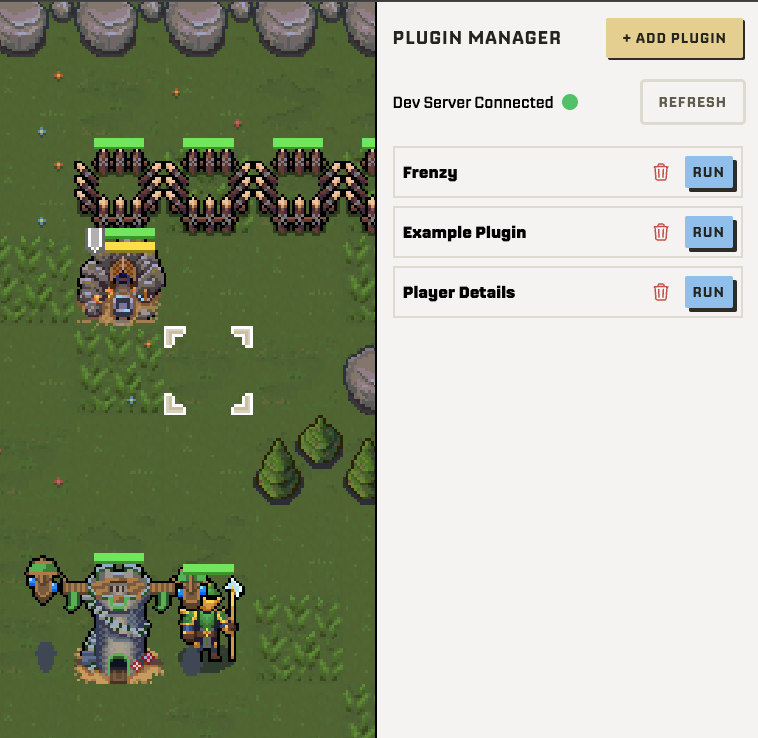 PLUGIN MANAGER
+ ADD PLUGIN
Dev Server Connected
REFRESH
Frenzy
RUN
Example Plugin
RUN
Player Details
RUN